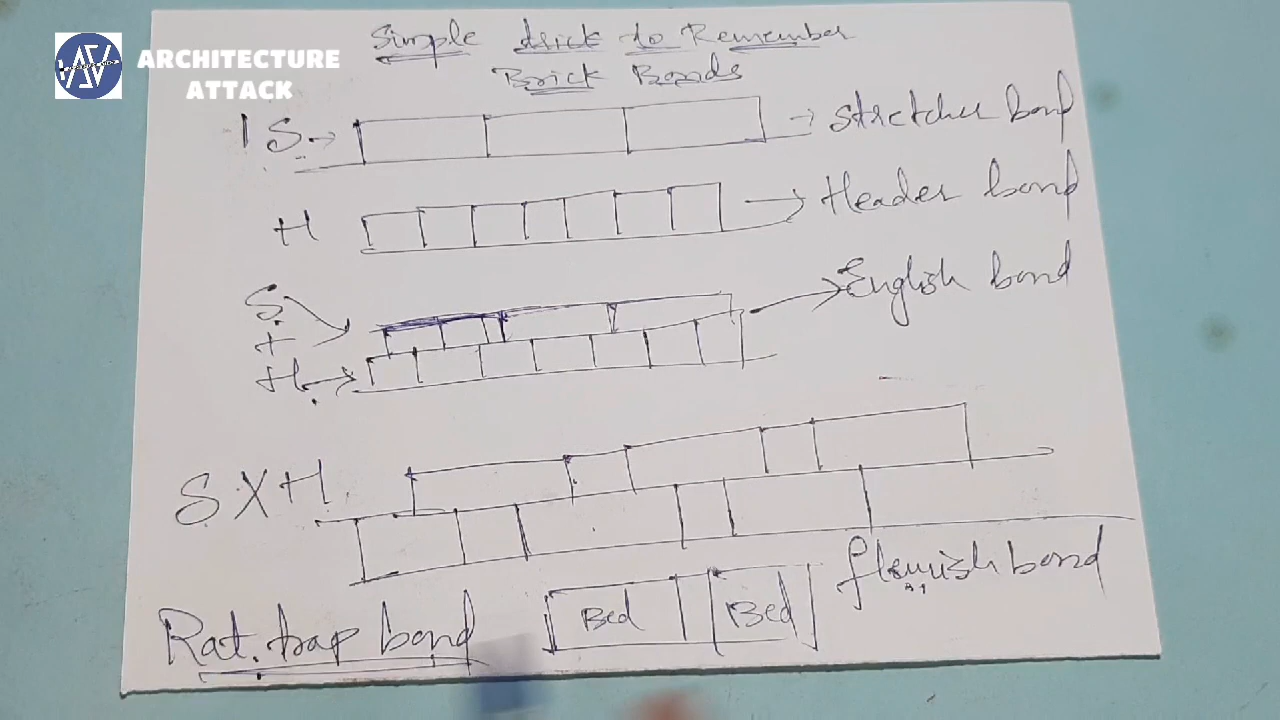 ARCHITECTURE
ATTACK
Simple trick to Remember
Brick Bonds
1 S → → Stretcher bond
H → Header bond
S
+
H → English bond
S X H
flemish bond
Rat trap bond
Bed Bed